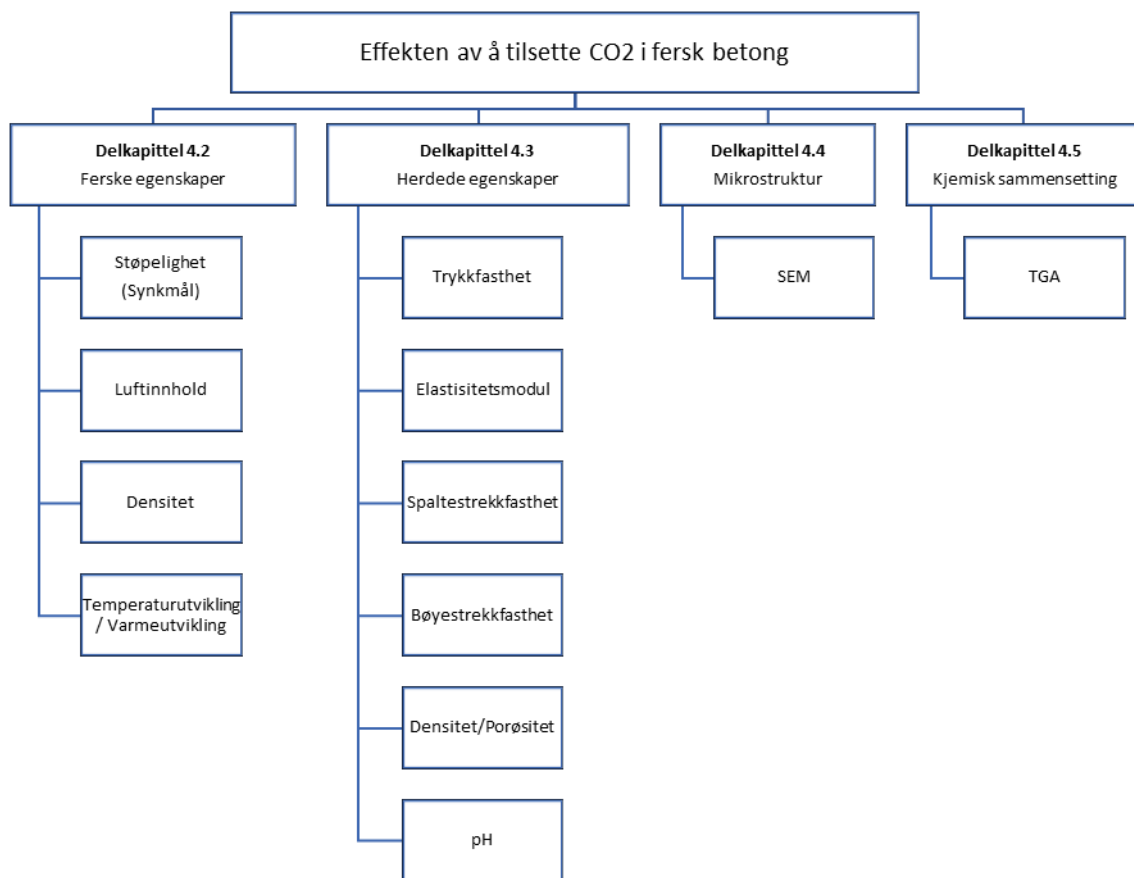 Effekten av å tilsette CO2 i fersk betong
Delkapittel 4.2
Ferske egenskaper
Støpelighet
(Synkmål)
Luftinnhold
Densitet
Temperaturutvikling
/ Varmeutvikling
Delkapittel 4.3
Herdede egenskaper
Trykkfasthet
Elastisitetsmodul
Spaltestrekkfasthet
Bøyestrekkfasthet
Densitet/Porøsitet
pH
Delkapittel 4.4
Mikrostruktur
SEM
Delkapittel 4.5
Kjemisk sammensetting
TGA